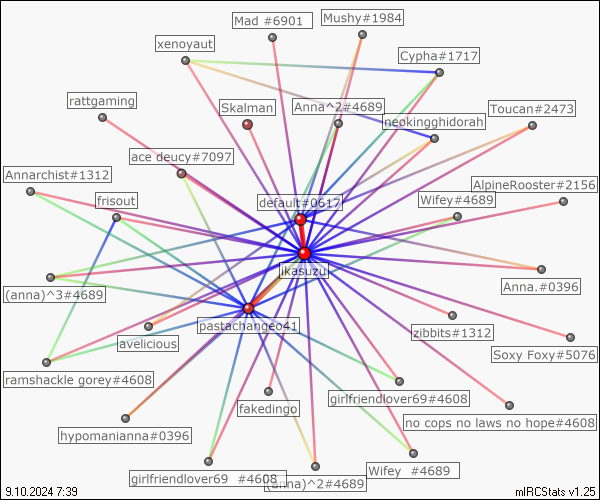 Mad #6901
Mushy#1984
xenoyaut
Cypha#1717
rattgaming
Skalman
Anna^2#4689
Toucan#2473
neokingghidorah
ace deucy#7097
Annarchist#1312
AlpineRooster#2156
frisout
default#0617
Wifey#4689
jikasuzu
(anna)^3#4689
Anna.#0396
pastachangeo41
zibbits#1312
avelicious
Soxy Foxy#5076
ramshackle gorey#4608
girlfriendlover69#4608
fakedingo
no cops no laws no hope#4608
hypomanianna#0396
Wifey #4689
girlfriendlover69 #4608
(anna)^2#4689
9.10.2024 7:39
mIRCStats v1.25